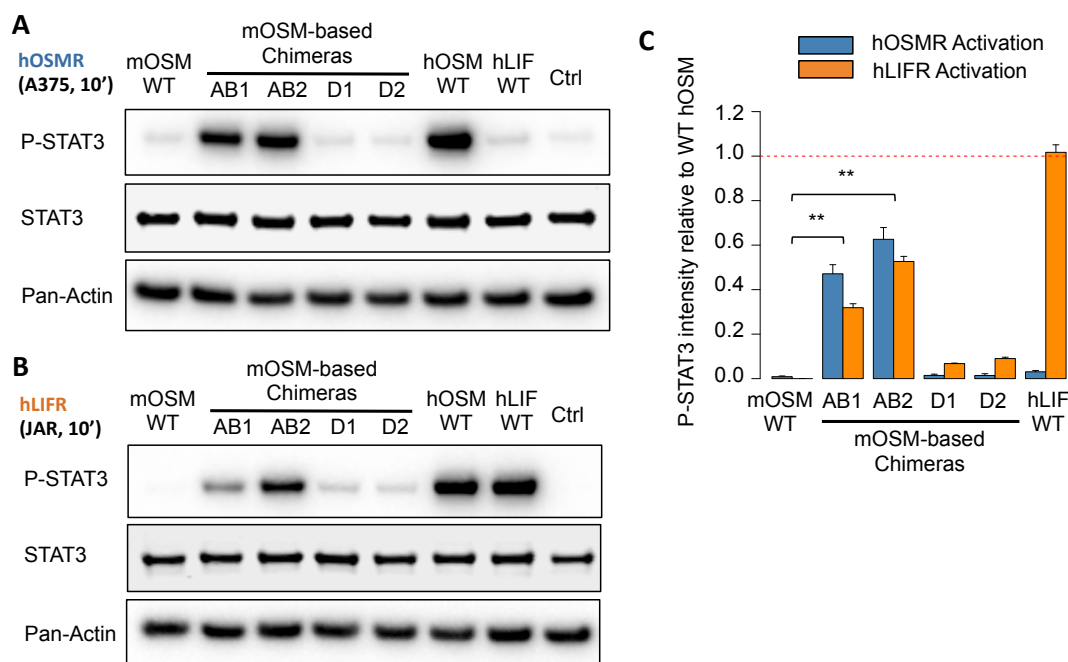 A
hOSMR
(A375, 10’)
mOSM
WT
mOSM-based
Chimeras
AB1 AB2 D1 D2
hOSM
WT
hLIF
WT
Ctrl
P-STAT3
STAT3
Pan-Actin
B
hLIFR
(JAR, 10’)
mOSM
WT
mOSM-based
Chimeras
AB1 AB2 D1 D2
hOSM
WT
hLIF
WT
Ctrl
P-STAT3
STAT3
Pan-Actin
C
hOSMR Activation
hLIFR Activation
P-STAT3 intensity relative to WT hOSM
1.2
1.0
0.8
0.6
0.4
0.2
0.0
**
**
mOSM
WT
AB1 AB2 D1 D2
mOSM-based
Chimeras
hLIF
WT